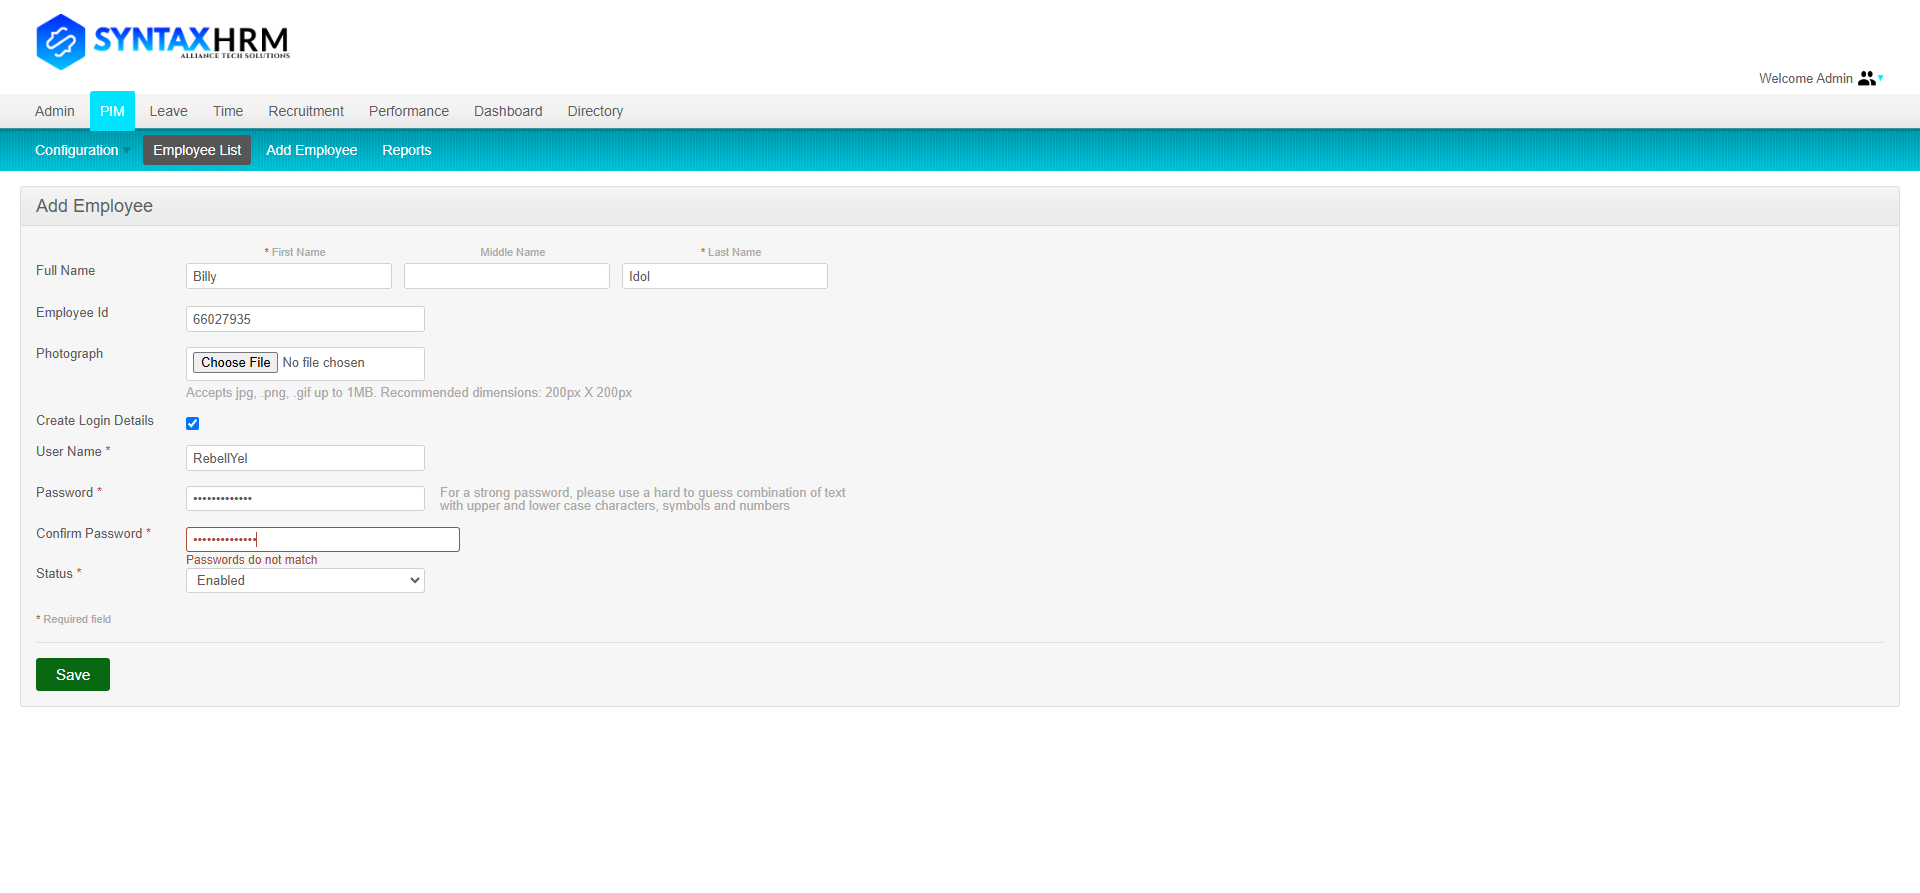 SYNTAXHRM
ALLIANCE TECH SOLUTIONS
Welcome Admin
Admin PIM Leave Time Recruitment Performance Dashboard Directory
Configuration Employee List Add Employee Reports
Add Employee
* First Name Middle Name * Last Name
Full Name Billy Idol
Employee Id 66027935
Photograph Choose File No file chosen
Accepts jpg, .png, .gif up to 1MB. Recommended dimensions: 200px X 200px
Create Login Details
User Name * RebellYel
Password * ••••••••••••• For a strong password, please use a hard to guess combination of text
with upper and lower case characters, symbols and numbers
Confirm Password * ••••••••••••••
Passwords do not match
Status * Enabled
* Required field
Save